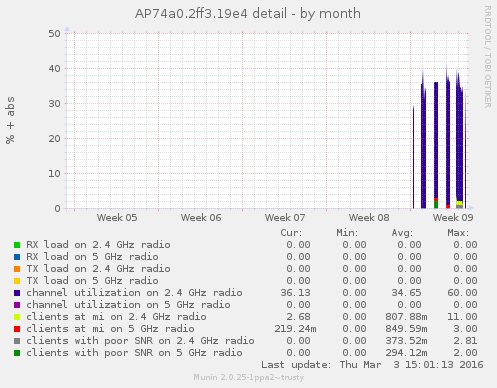 AP74a0.2ff3.19e4 detail - by month
RRDTOOL / TOBI OETIKER
% + abs
50
40
30
20
10
0
Week 05 Week 06 Week 07 Week 08 Week 09
Cur: Min: Avg: Max:
RX load on 2.4 GHz radio 0.00 0.00 0.00 0.00
RX load on 5 GHz radio 0.00 0.00 0.00 0.00
TX load on 2.4 GHz radio 0.00 0.00 0.00 0.00
TX load on 5 GHz radio 0.00 0.00 0.00 0.00
channel utilization on 2.4 GHz radio 36.13 0.00 34.65 60.00
channel utilization on 5 GHz radio 0.00 0.00 0.00 0.00
clients at mi on 2.4 GHz radio 2.68 0.00 807.88m 11.00
clients at mi on 5 GHz radio 219.24m 0.00 849.59m 3.00
clients with poor SNR on 2.4 GHz radio 0.00 0.00 373.52m 2.81
clients with poor SNR on 5 GHz radio 0.00 0.00 294.12m 2.00
Last update: Thu Mar 3 15:01:13 2016
Munin 2.0.25-1ppa2~trusty